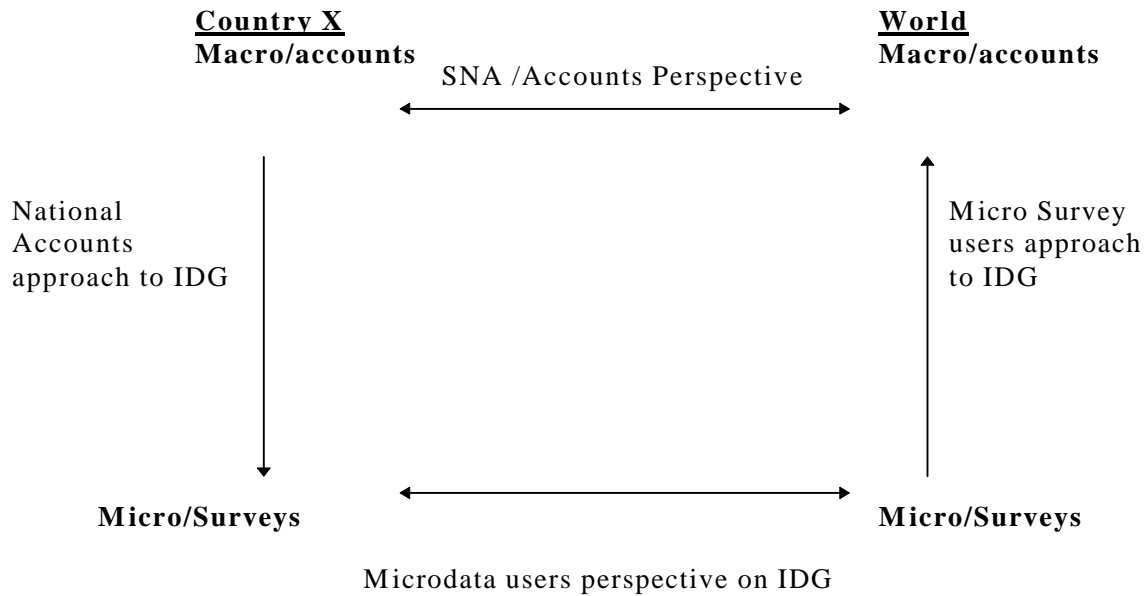 Country X
Macro/accounts
World
Macro/accounts
SNA /Accounts Perspective
National
Accounts
approach to IDG
Micro Survey
users approach
to IDG
Micro/Surveys
Micro/Surveys
Microdata users perspective on IDG